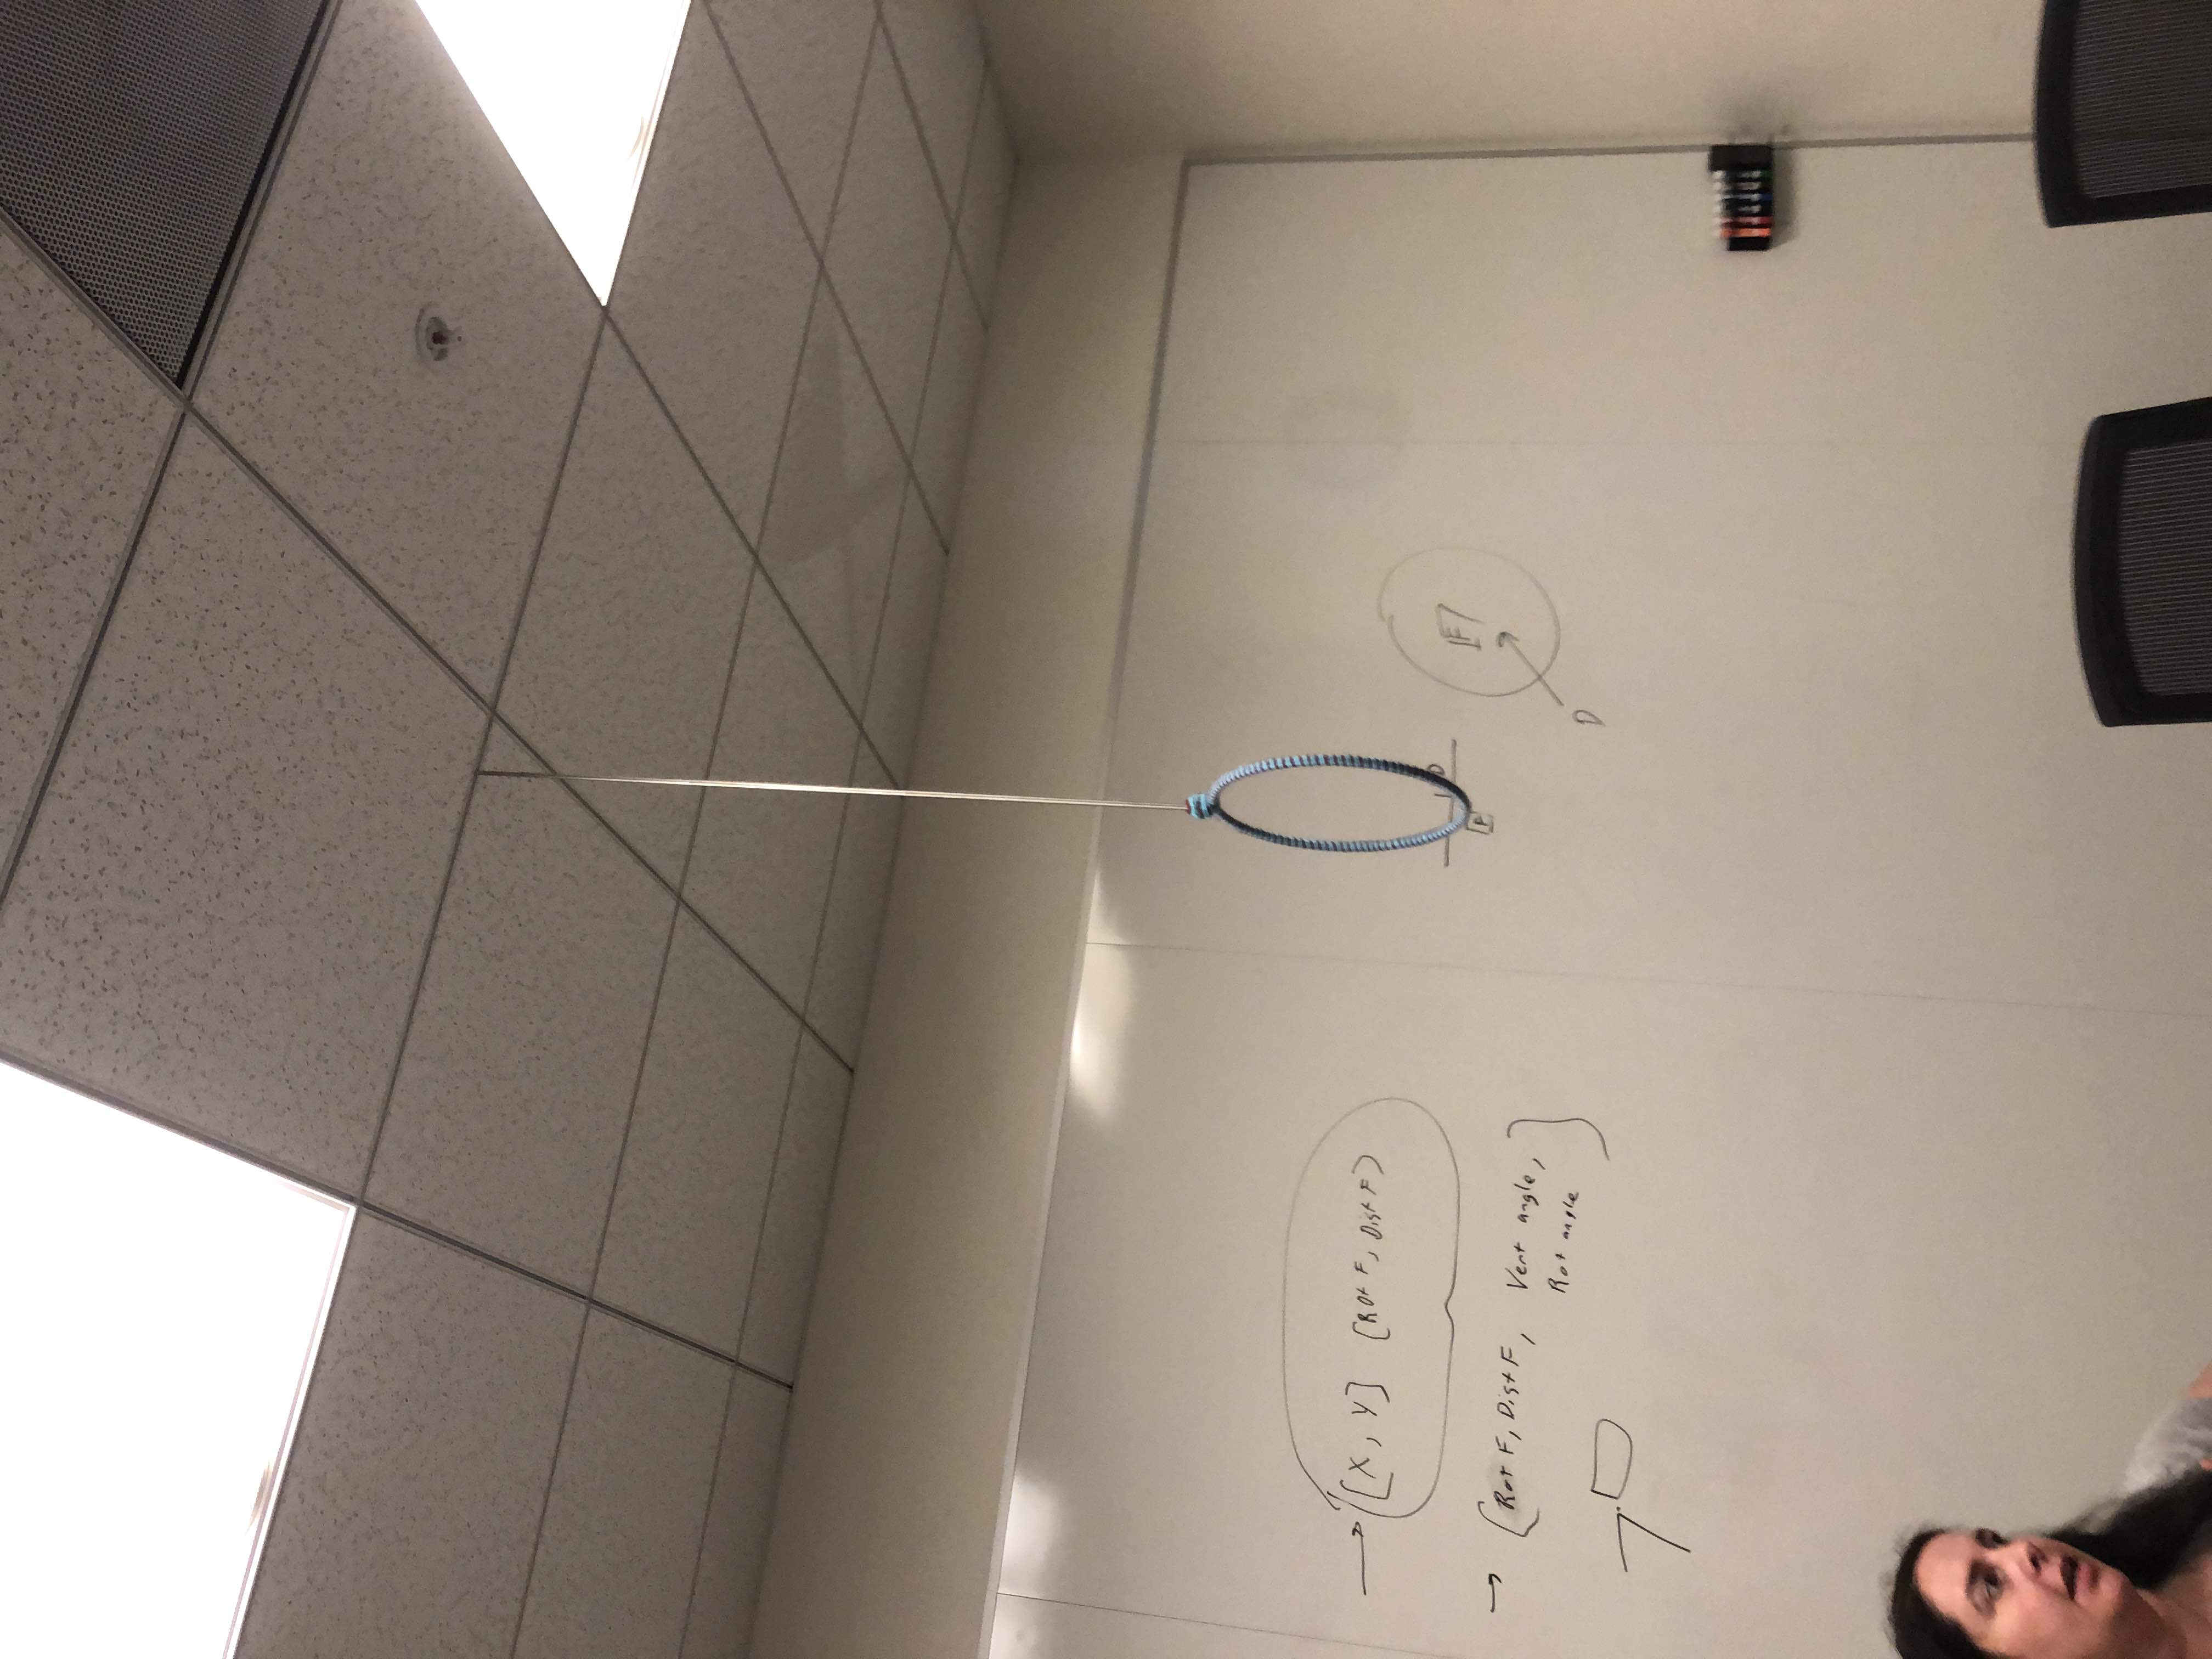 → [X, Y] [Rot F, Dist F]
→ [Rot F, Dist F, Vert angle,
Rot angle]
D
F
F
D